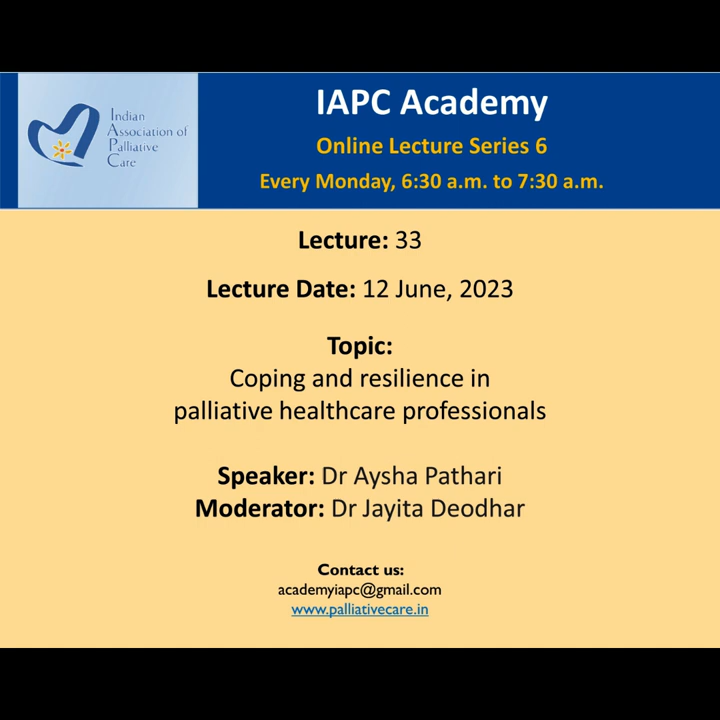 Indian
Association of
Palliative
Care
IAPC Academy
Online Lecture Series 6
Every Monday, 6:30 a.m. to 7:30 a.m.
Lecture: 33
Lecture Date: 12 June, 2023
Topic:
Coping and resilience in
palliative healthcare professionals
Speaker: Dr Aysha Pathari
Moderator: Dr Jayita Deodhar
Contact us:
academyiapc@gmail.com
www.palliativecare.in